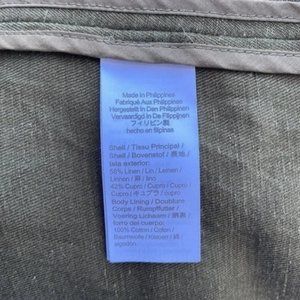 Made In Philippines
Fabriqué Aux Philippines
Hergestellt In Den Philippinen
Vervaardigd In De Filippijnen
フィリピン製
hecho en filipinas
Shell / Tissu Principal /
Shell / Bovenstof / 表地 /
tela exterior:
58% Linen / Lin / Leinen /
Linnen / 麻 / lino
42% Cupro / Cupro / Cupro
Cupro / キュプラ / cupro
Body Lining / Doublure
Corps / Rumpffutter /
Voering Lichaam / 胴裏
forro del cuerpo:
100% Cotton / Coton /
Baumwolle / Katoen / 綿
algodon.